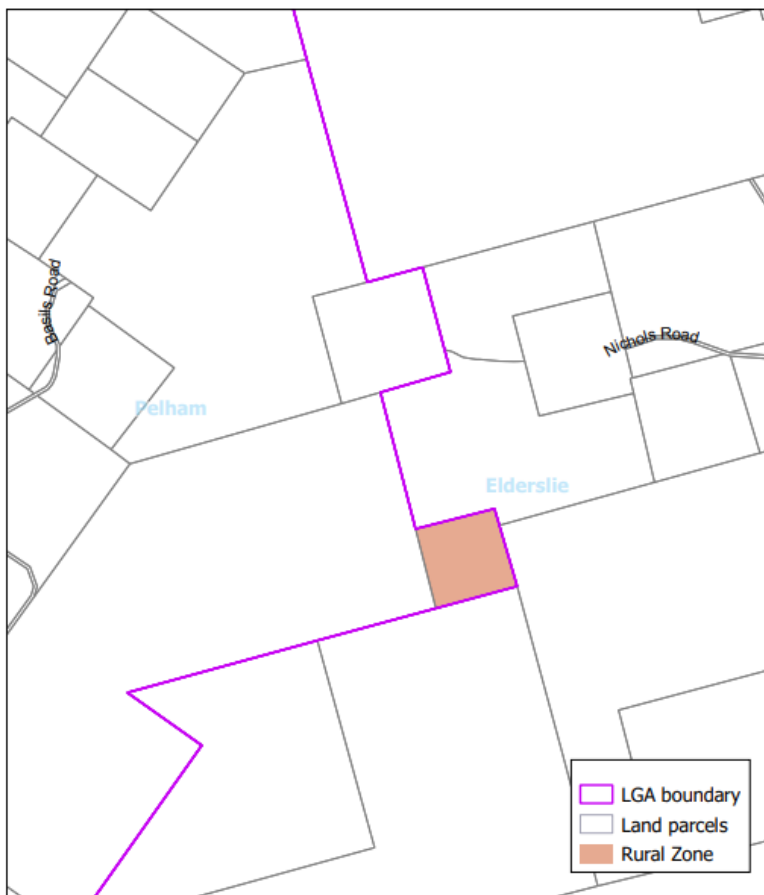 Basils Road
Nichols Road
Pelham
Elderslie
LGA boundary
Land parcels
Rural Zone